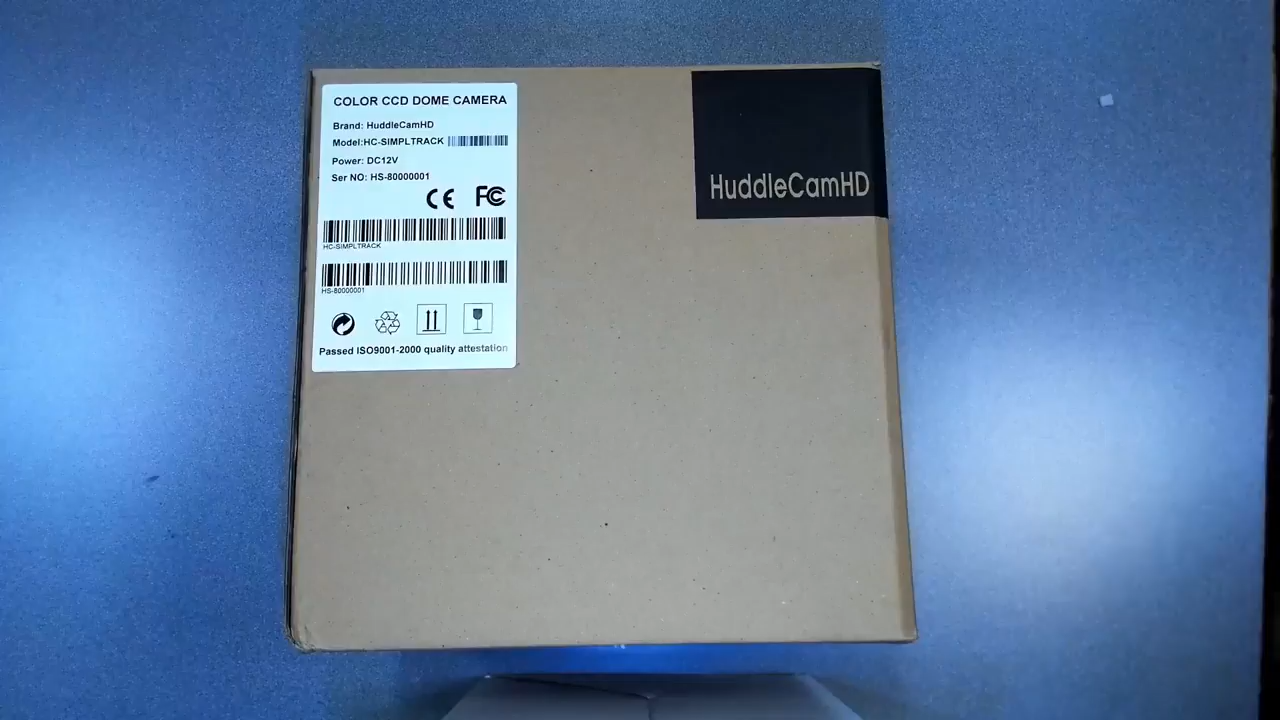 COLOR CCD DOME CAMERA
Brand: HuddleCamHD
Model:HC-SIMPLTRACK
Power: DC12V
Ser NO: HS-80000001
CE FC
HC-SIMPLTRACK
HS-80000001
Passed ISO9001-2000 quality attestation
HuddleCamHD